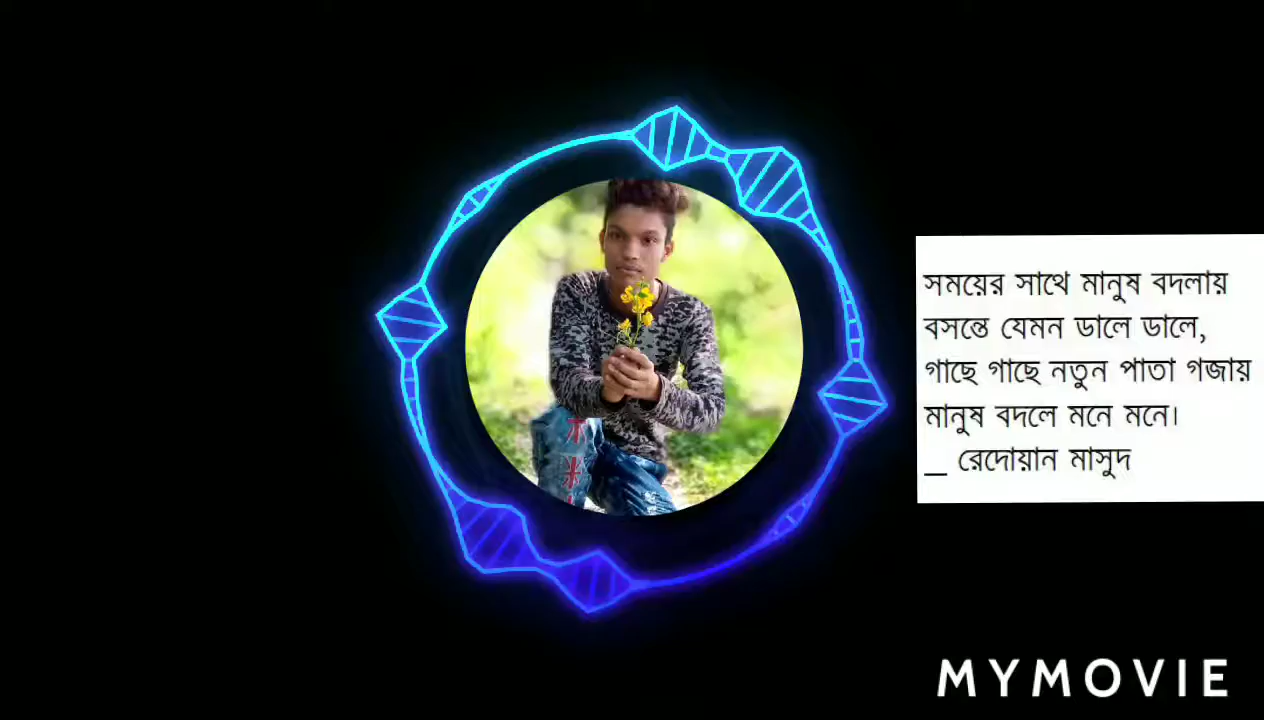 সময়ের সাথে মানুষ বদলায়
বসন্তে যেমন ডালে ডালে,
গাছে গাছে নতুন পাতা গজায়
মানুষ বদলে মনে মনে।
_ রেদোয়ান মাসুদ
MYMOVIE